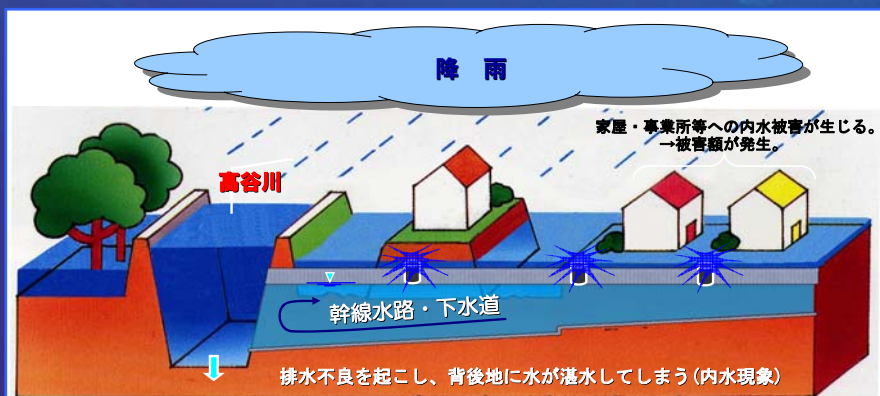 降　雨
家屋・事業所等への内水被害が生じる。
→被害額が発生。
高谷川
幹線水路・下水道
排水不良を起こし、背後地に水が湛水してしまう(内水現象)